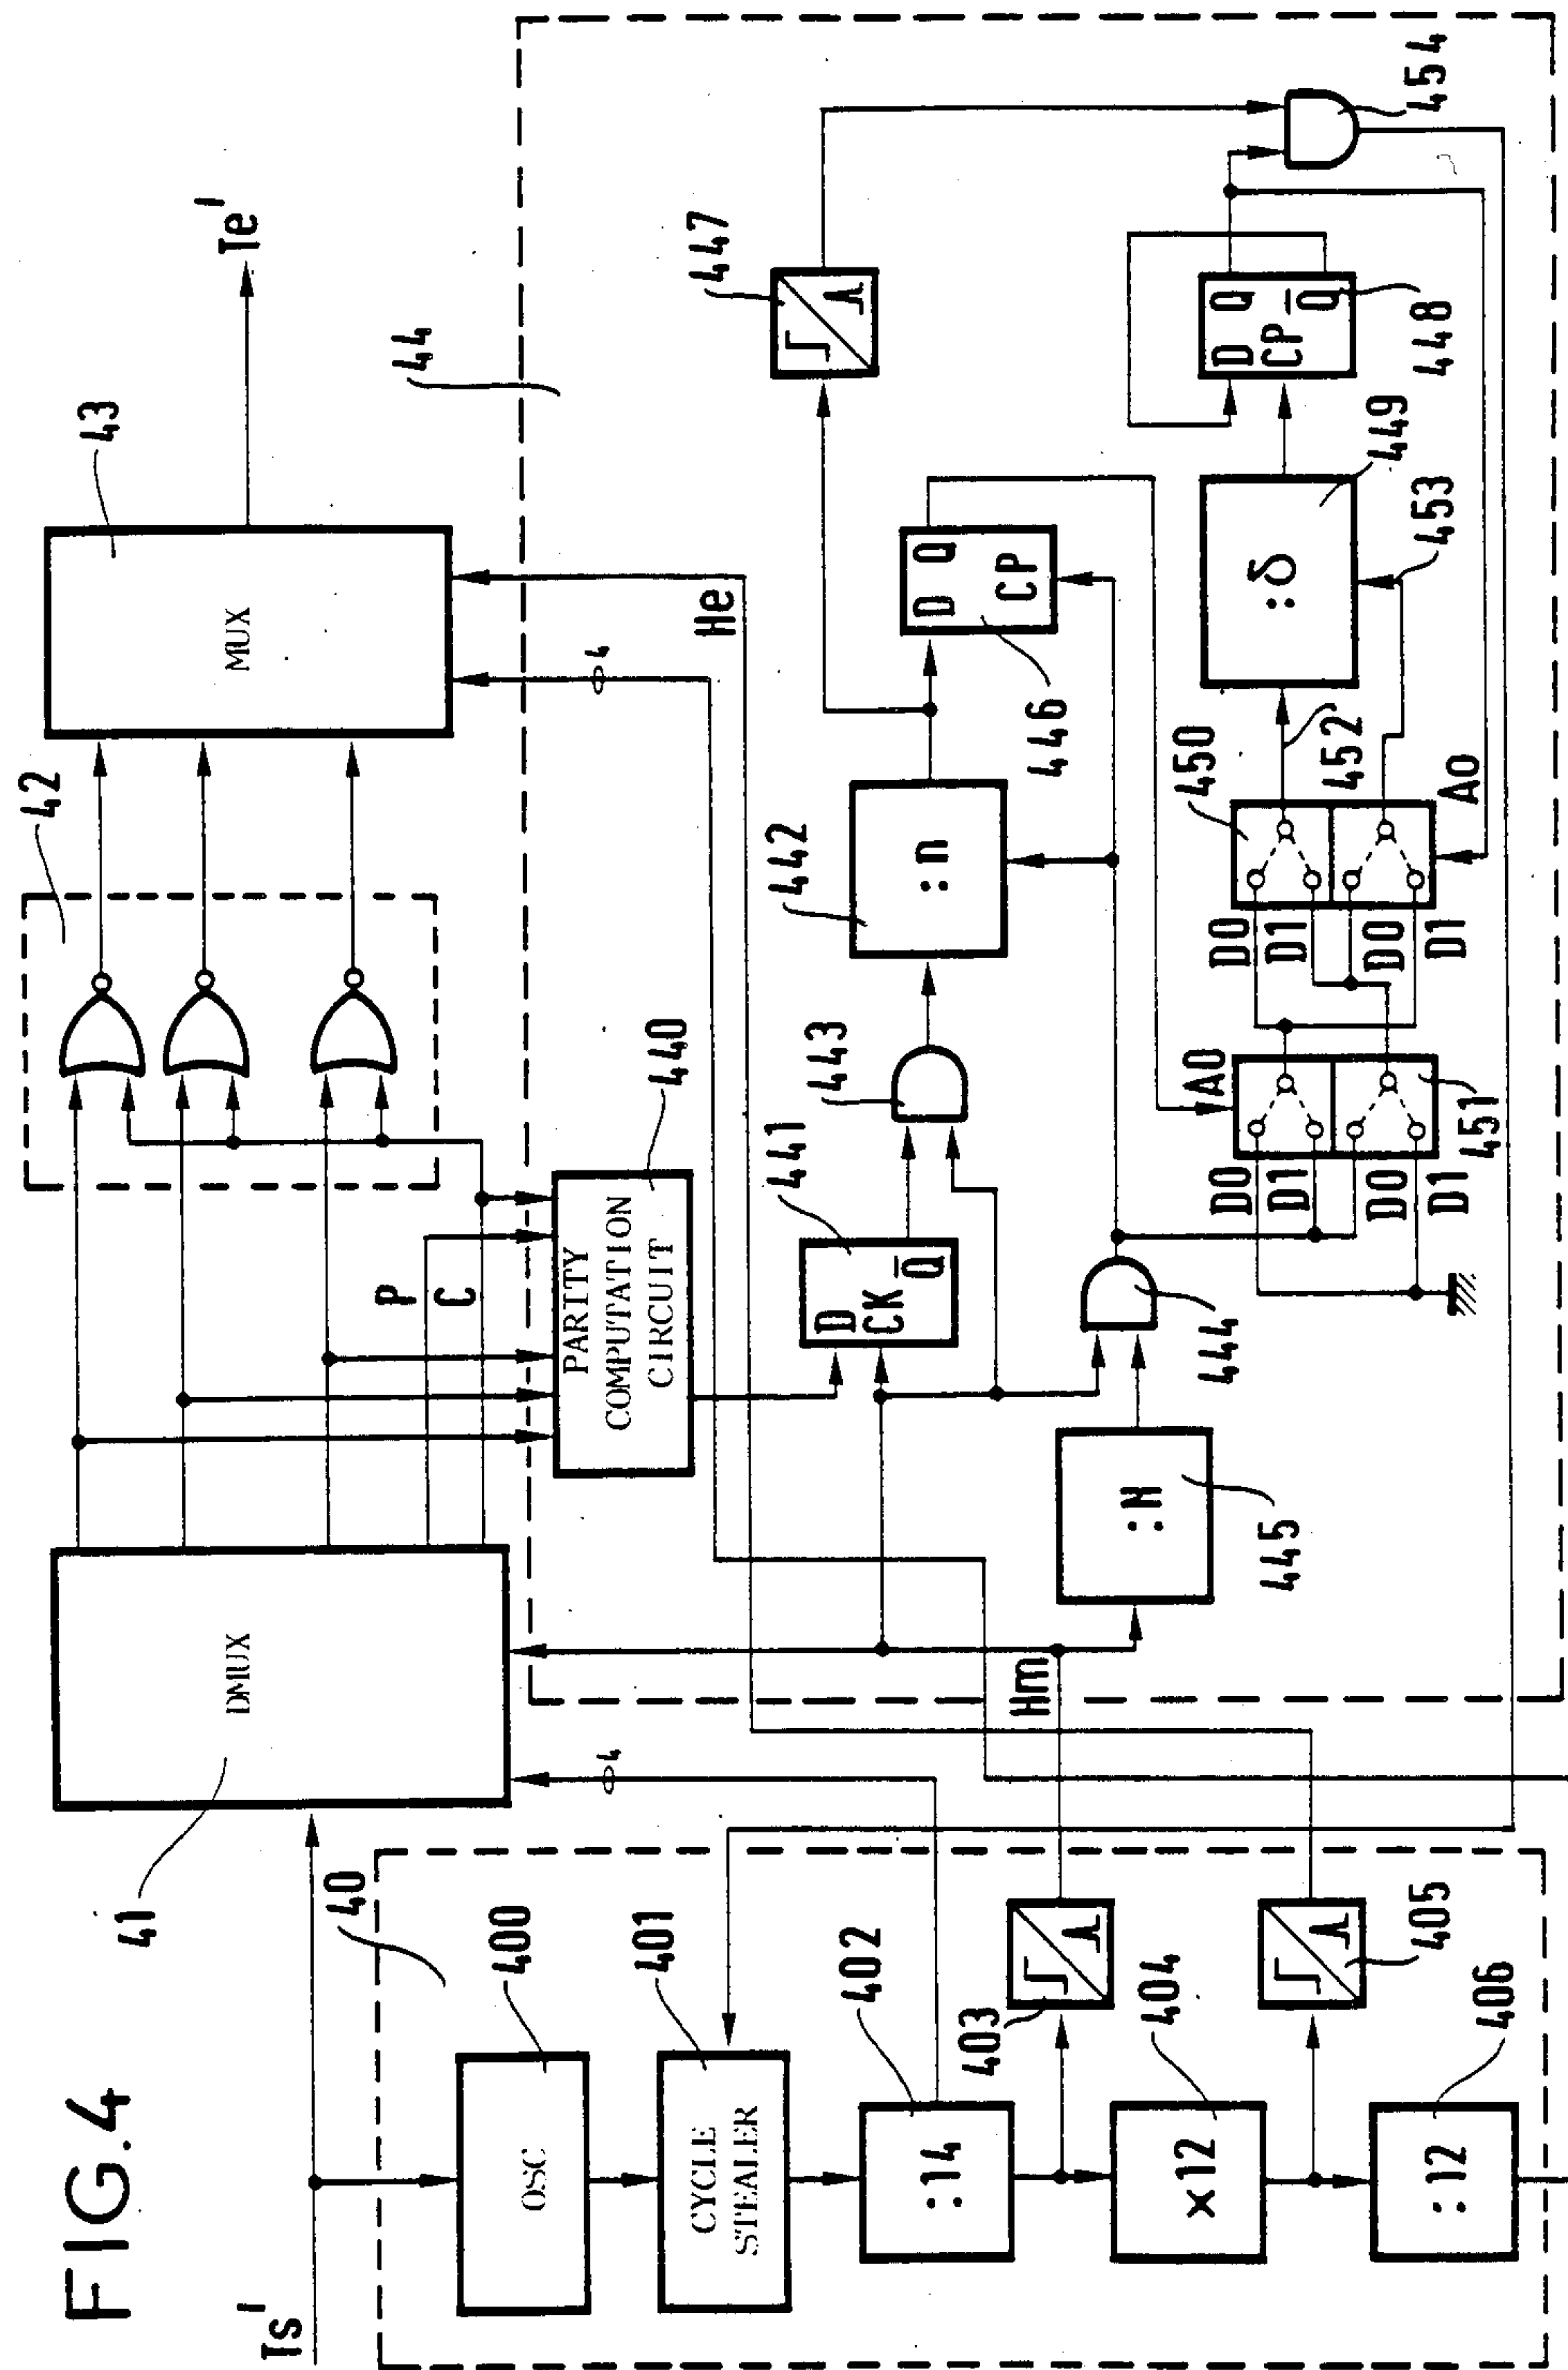 FIG.4
Ts'
41
DMUX
42
43
MUX
Te'
44
P
C
PARITY
COMPUTATION
CIRCUIT
440
He
4
4
40
OSC
400
CYCLE
STEALER
401
:14
402
403
x12
404
405
:12
406
Hm
D
CK
Q̅
441
443
:n
442
D Q
CP
446
447
:N
445
444
D0
D1
D0
D1
A0
451
D0
D1
D0
D1
A0
450
452
:δ
449
453
D Q
CP Q̅
448
454